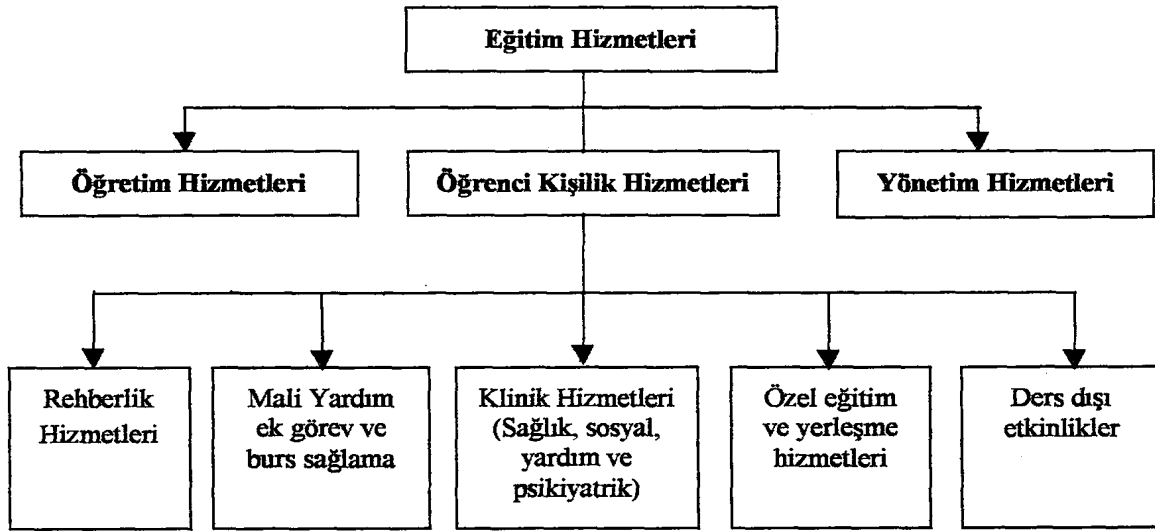 Eğitim Hizmetleri
Öğretim Hizmetleri
Öğrenci Kişilik Hizmetleri
Yönetim Hizmetleri
Rehberlik
Hizmetleri
Mali Yardım
ek görev ve
burs sağlama
Klinik Hizmetleri
(Sağlık, sosyal,
yardım ve
psikiyatrik)
Özel eğitim
ve yerleşme
hizmetleri
Ders dışı
etkinlikler